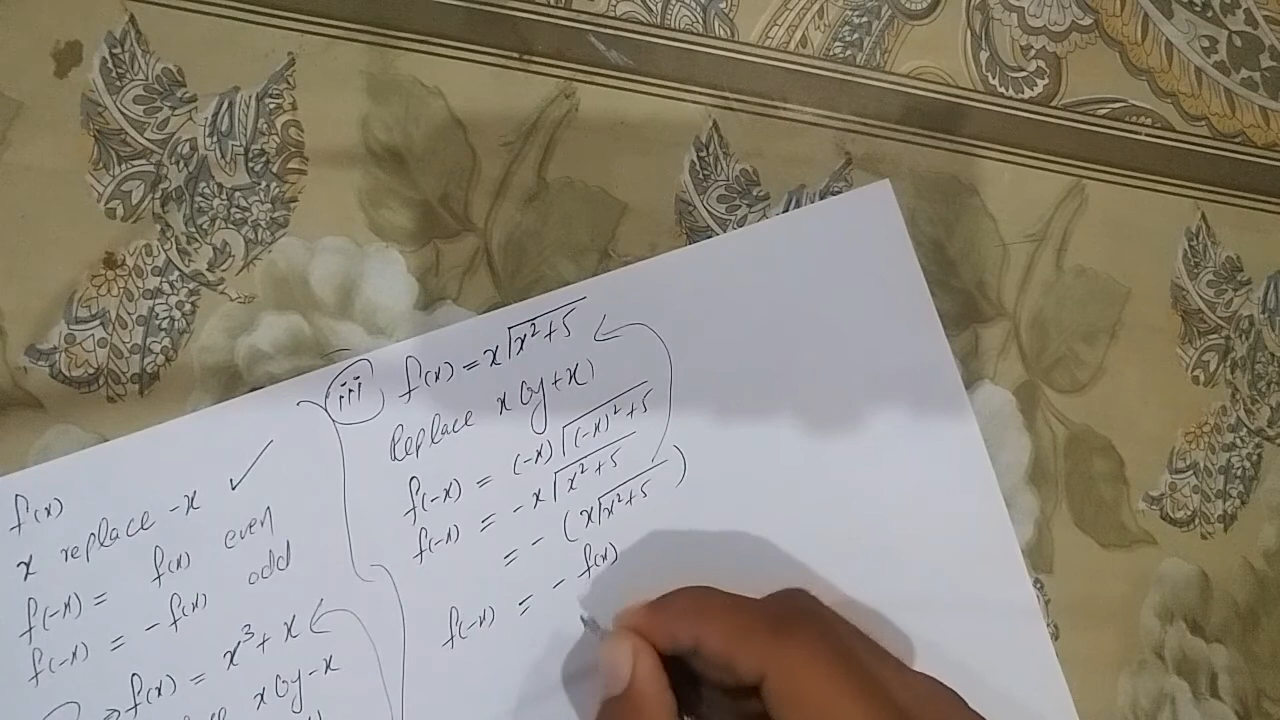 f(x)
x replace -x ✓
f(-x) = f(x) even
f(-x) = -f(x) odd
f(x) = x³ + x
x by -x
(iii) f(x) = x√x²+5
Replace x by +x)
f(-x) = (-x)√(-x)²+5
f(-x) = -x√x²+5
= - (x√x²+5)
f(-x) = - f(x)